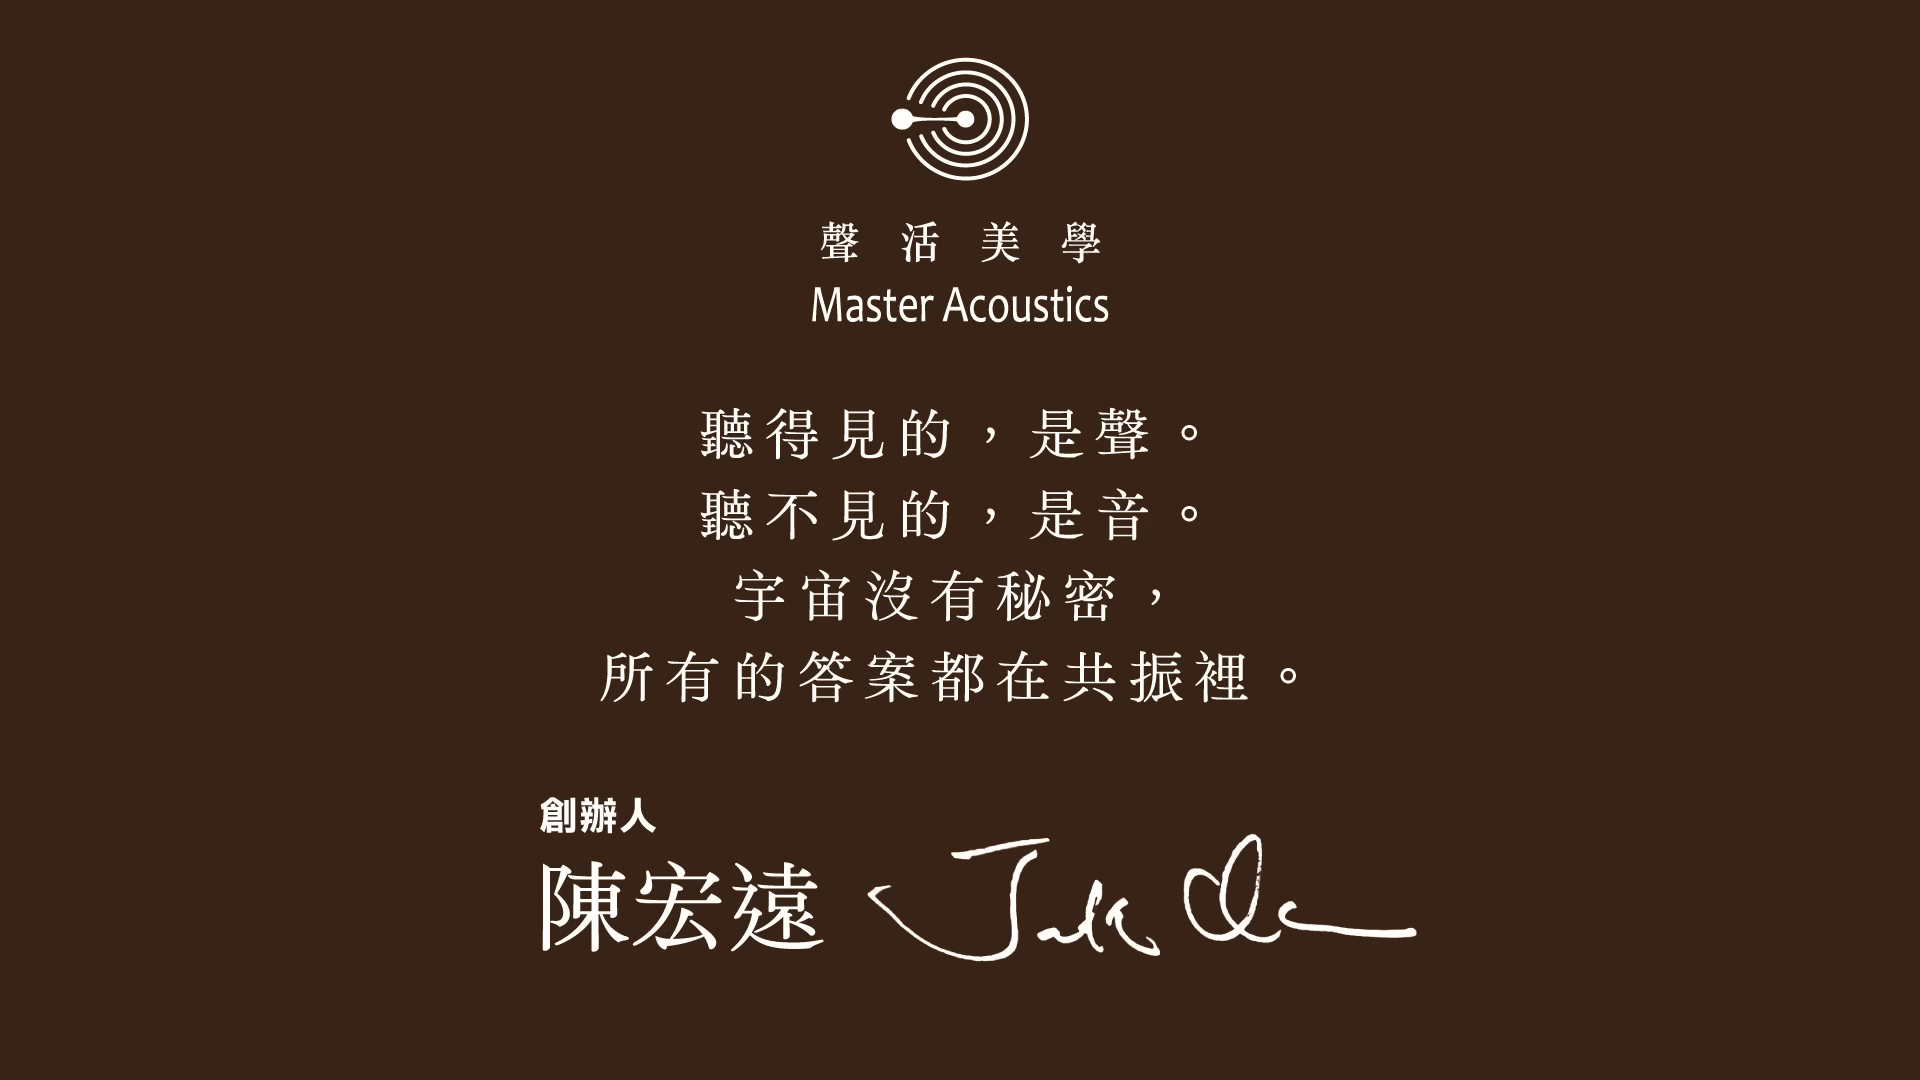 聲活美學
Master Acoustics
聽得見的，是聲。
聽不見的，是音。
宇宙沒有秘密，
所有的答案都在共振裡。
創辦人
陳宏遠